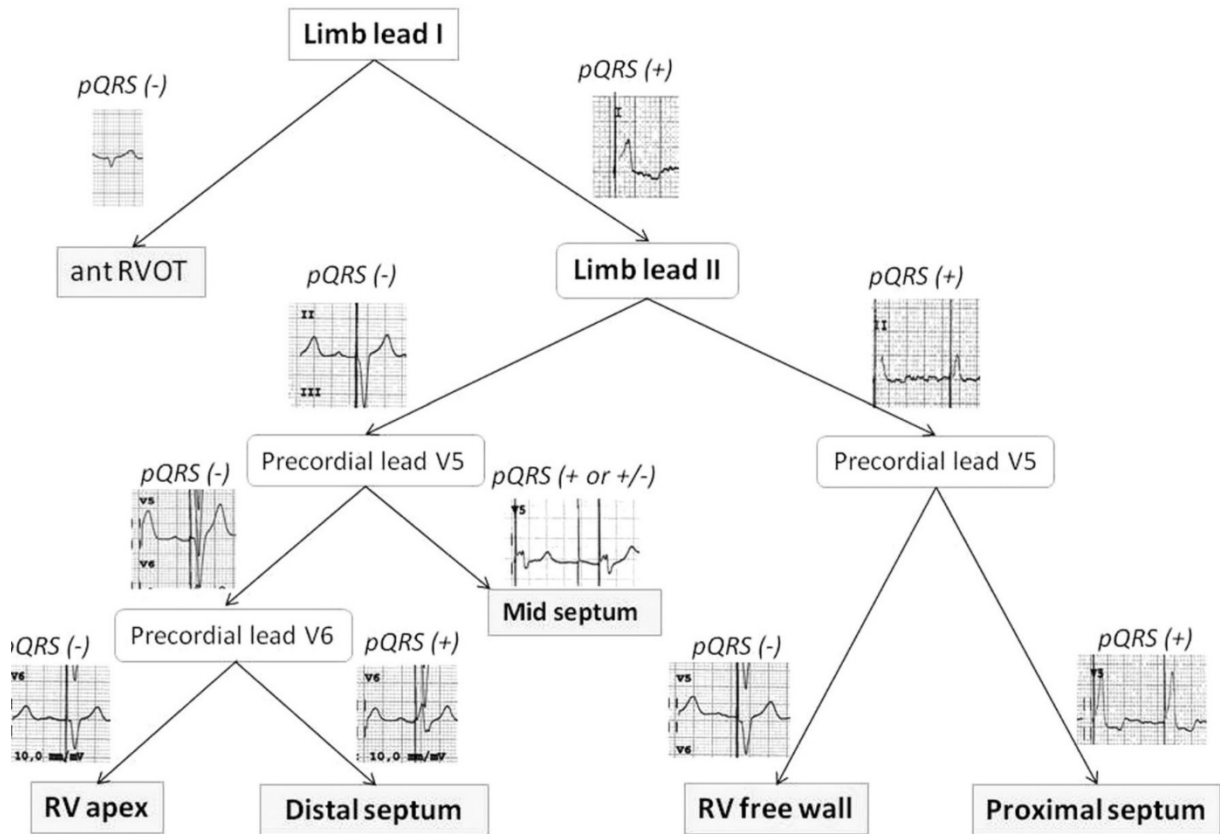 Limb lead I
pQRS (-)
pQRS (+)
I
ant RVOT
pQRS (-)
Limb lead II
pQRS (+)
II
III
II
Precordial lead V5
Precordial lead V5
pQRS (-)
pQRS (+ or +/-)
V5
V6
V5
Mid septum
Precordial lead V6
pQRS (-)
pQRS (+)
pQRS (-)
pQRS (+)
V6
10,0 mm/mV
V6
10,0 mm/mV
V5
V6
V5
RV apex
Distal septum
RV free wall
Proximal septum